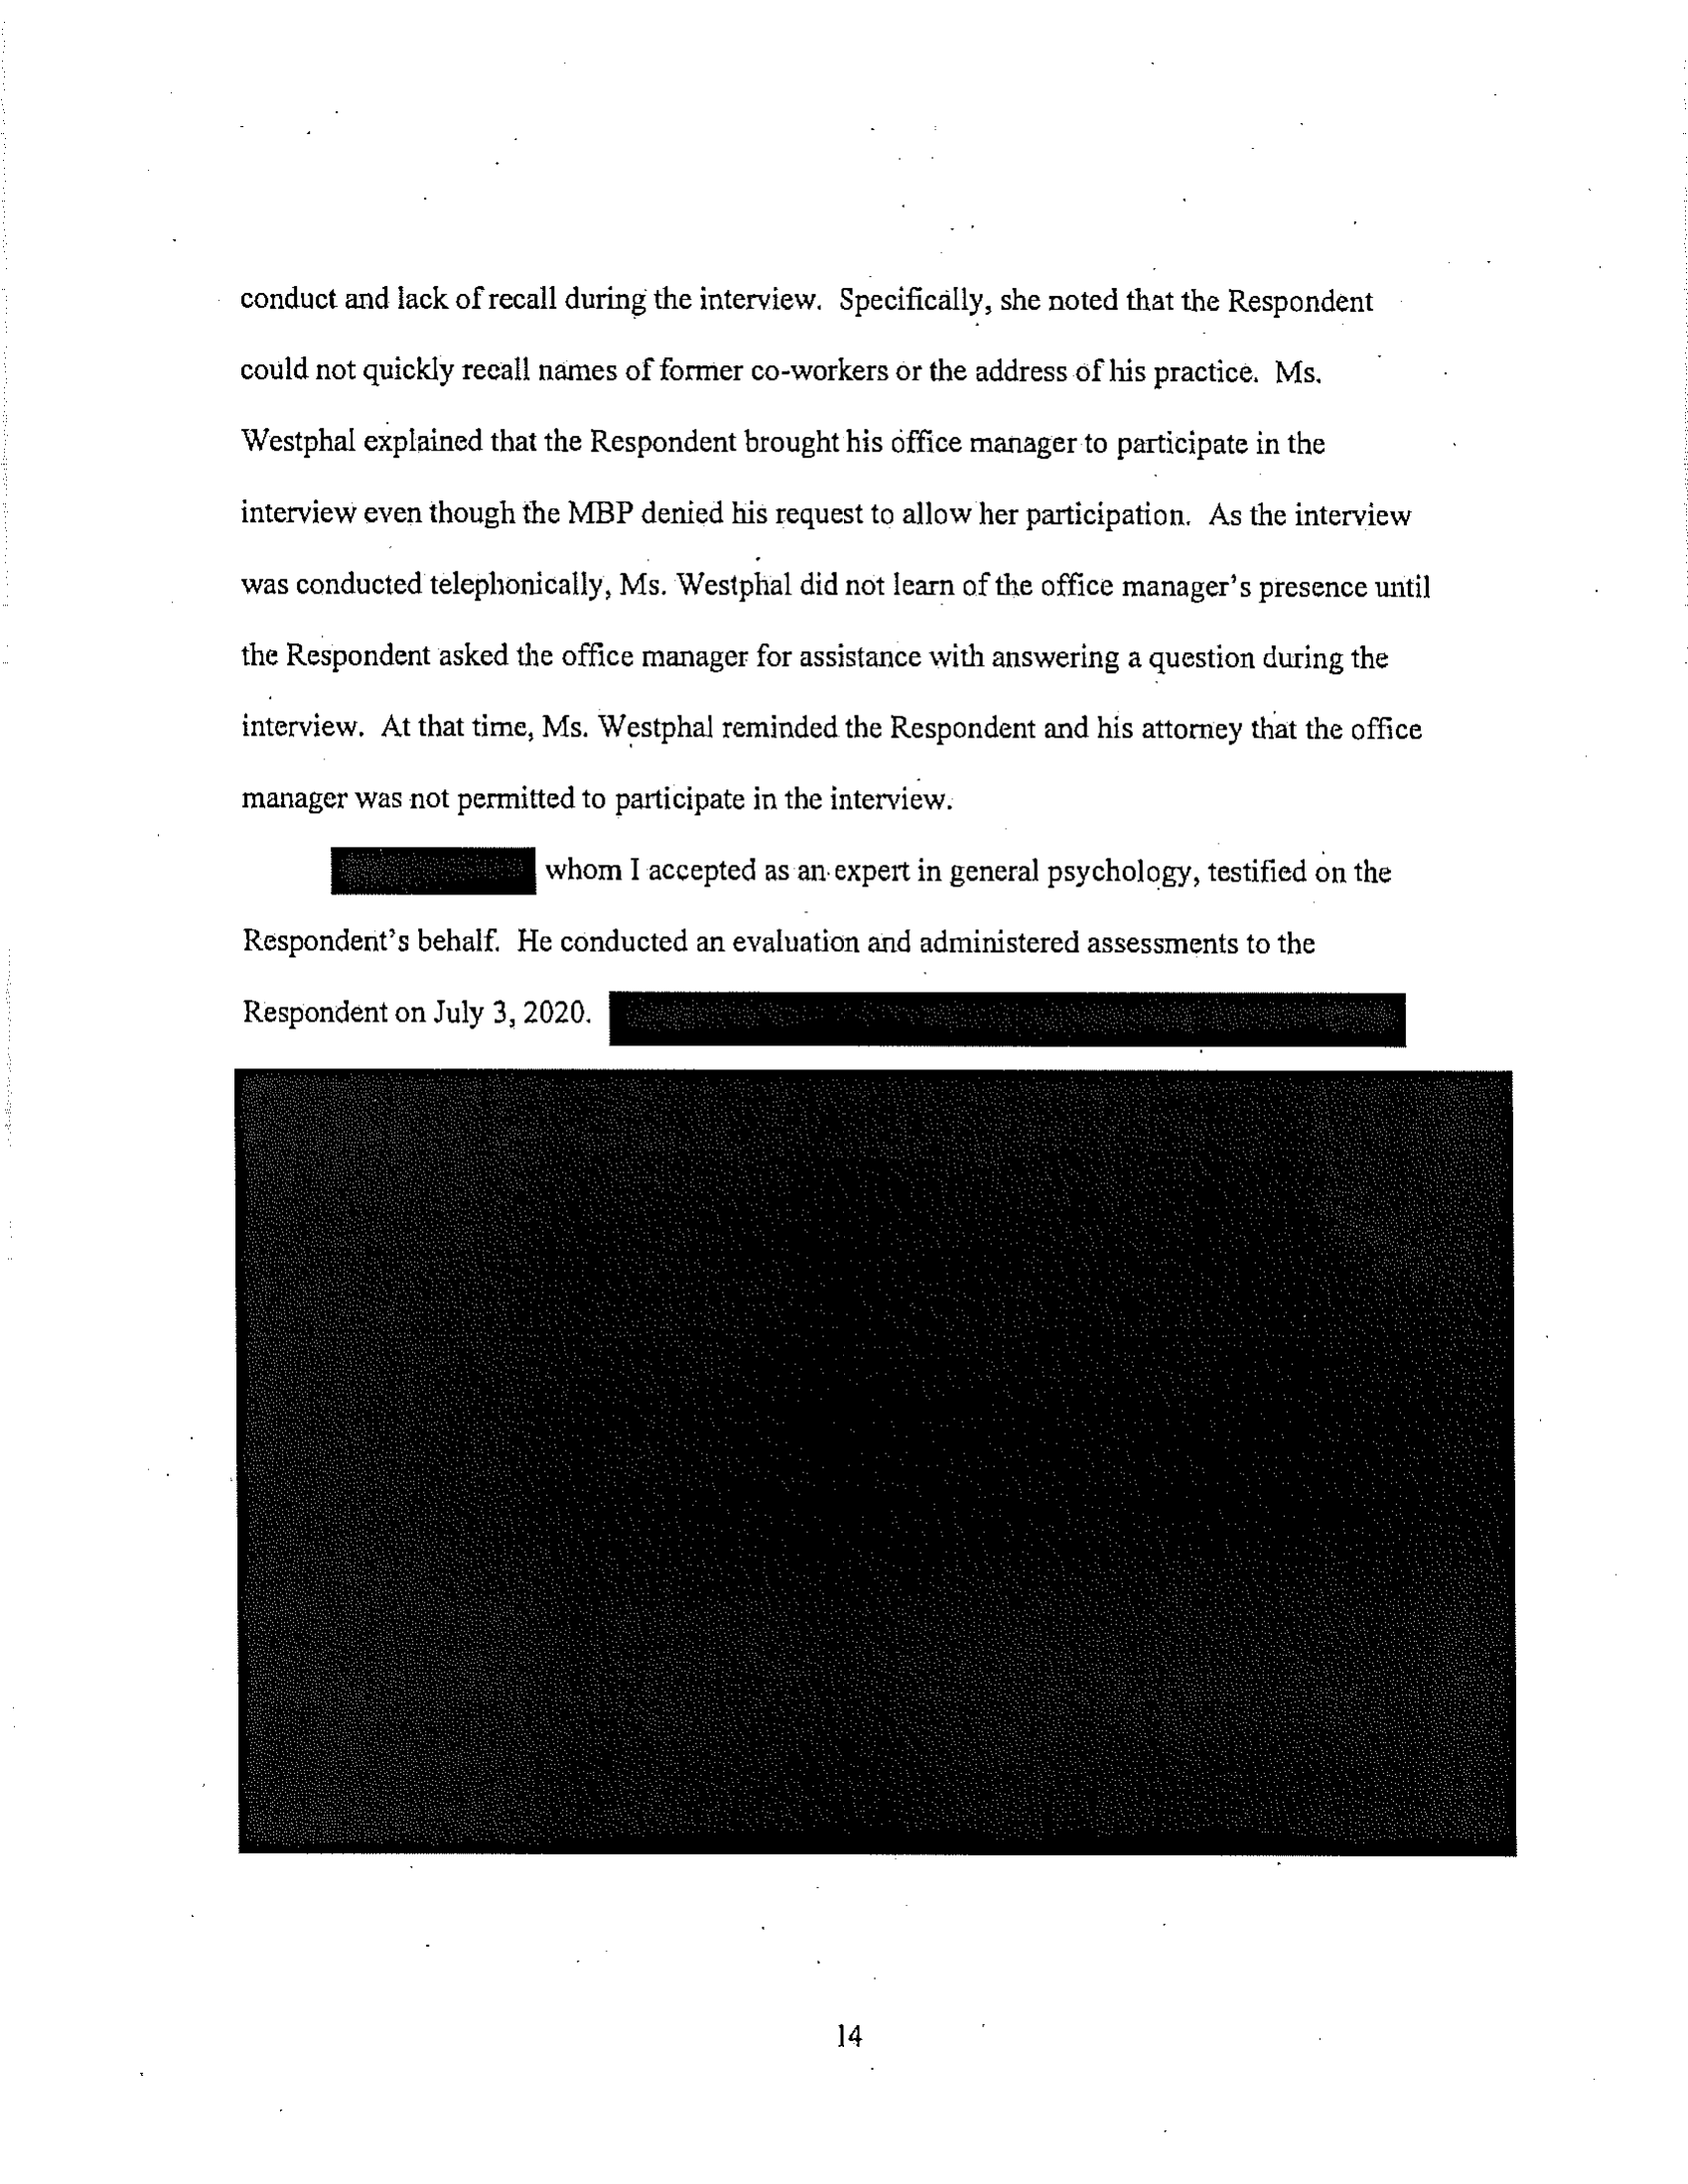 conduct and lack of recall during the interview. Specifically, she noted that the Respondent
could not quickly recall names of former co-workers or the address of his practice. Ms.
Westphal explained that the Respondent brought his office manager to participate in the
interview even though the MBP denied his request to allow her participation. As the interview
was conducted telephonically, Ms. Westphal did not learn of the office manager's presence until
the Respondent asked the office manager for assistance with answering a question during the
interview. At that time, Ms. Westphal reminded the Respondent and his attorney that the office
manager was not permitted to participate in the interview.
whom I accepted as an expert in general psychology, testified on the
Respondent's behalf. He conducted an evaluation and administered assessments to the
Respondent on July 3, 2020.
14